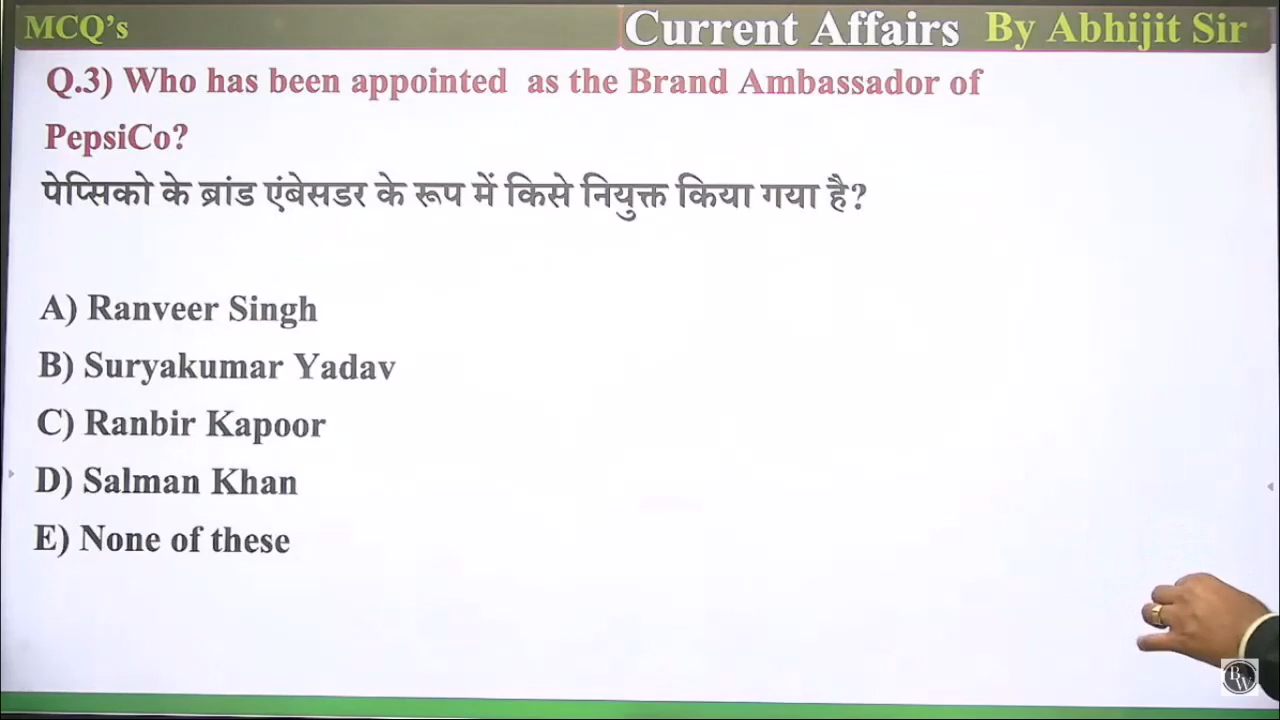 MCQ's
Current Affairs By Abhijit Sir
Q.3) Who has been appointed as the Brand Ambassador of
PepsiCo?
पेप्सिको के ब्रांड एंबेसडर के रूप में किसे नियुक्त किया गया है?
A) Ranveer Singh
B) Suryakumar Yadav
C) Ranbir Kapoor
D) Salman Khan
E) None of these
PW